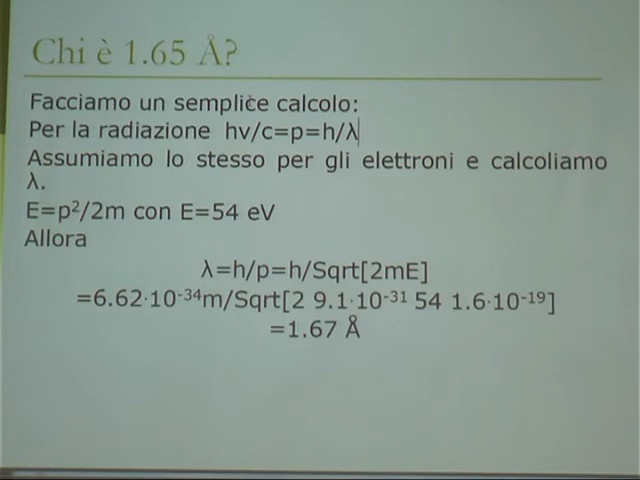 Chi è 1.65 Å?
Facciamo un semplice calcolo:
Per la radiazione hν/c=p=h/λ
Assumiamo lo stesso per gli elettroni e calcoliamo
λ.
E=p²/2m con E=54 eV
Allora
λ=h/p=h/Sqrt[2mE]
=6.62·10⁻³⁴m/Sqrt[2 9.1·10⁻³¹ 54 1.6·10⁻¹⁹]
=1.67 Å